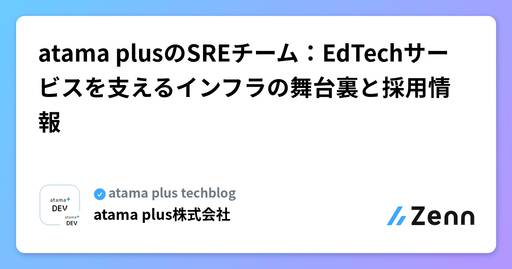 atama plusのSREチーム：EdTechサー
ビスを支えるインフラの舞台裏と採用情
報
atama+
DEV
atama+
DEV
atama plus techblog
atama plus株式会社
Zenn